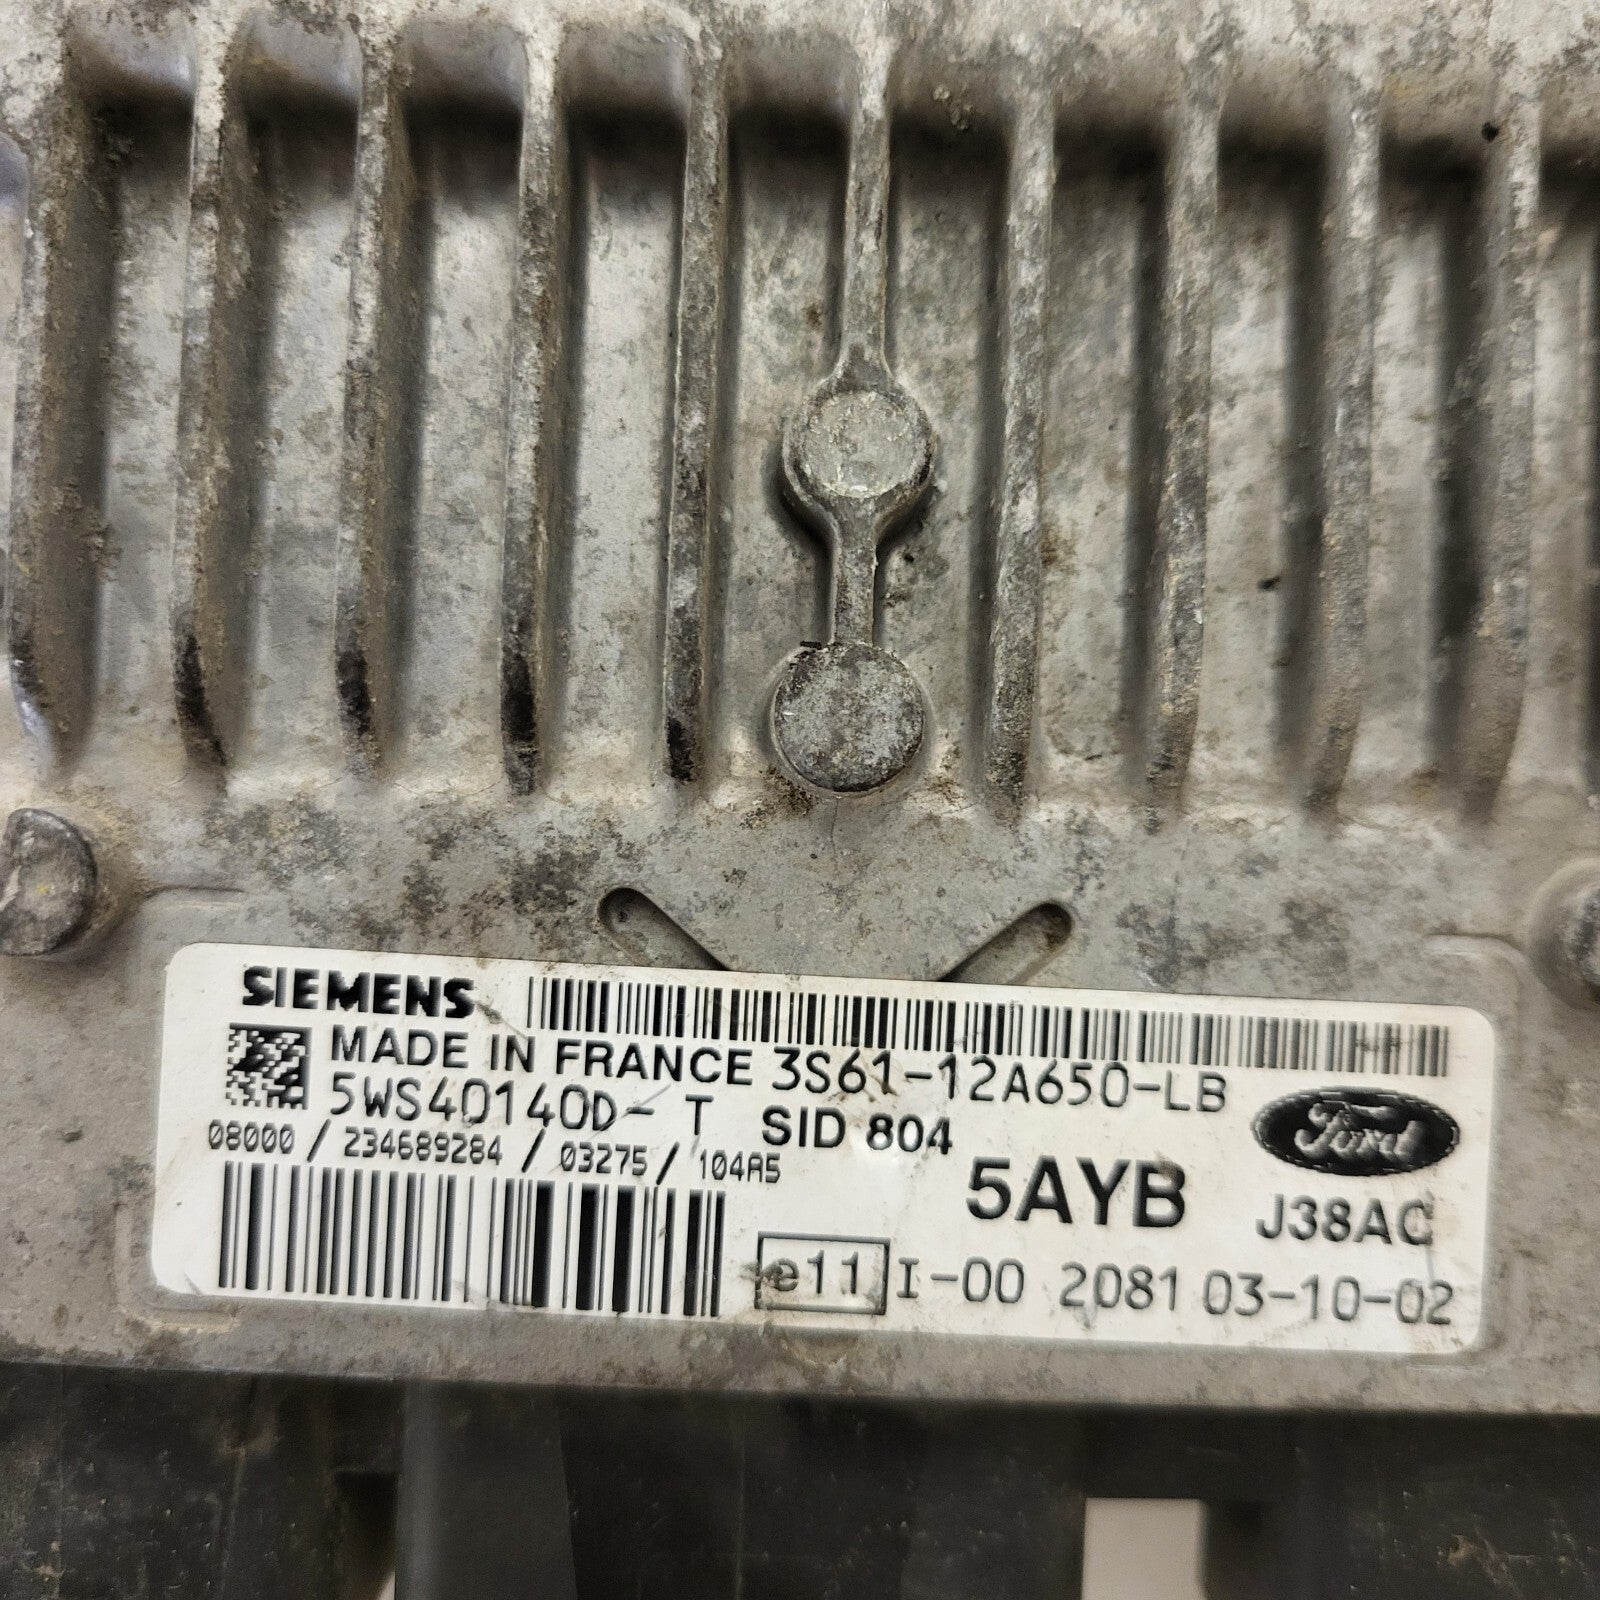 SIEMENS
MADE IN FRANCE 3S61-12A650-LB
5WS40140D-T SID 804
Ford
08000 / 234689284 / 03275 / 104A5
5AYB J38AC
e11 I-00 2081 03-10-02